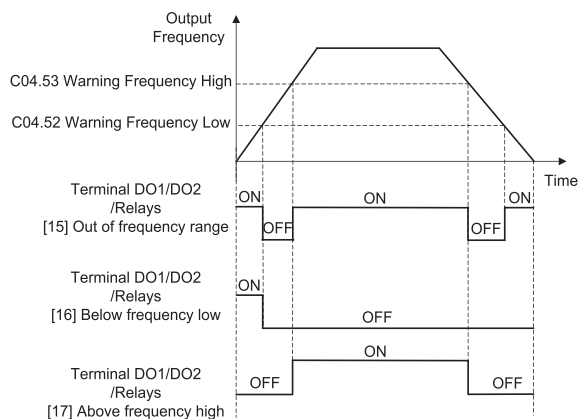 Output
Frequency
C04.53 Warning Frequency High
C04.52 Warning Frequency Low
Time
Terminal DO1/DO2
/Relays
[15] Out of frequency range
ON
OFF
ON
OFF
ON
Terminal DO1/DO2
/Relays
[16] Below frequency low
ON
OFF
Terminal DO1/DO2
/Relays
[17] Above frequency high
OFF
ON
OFF